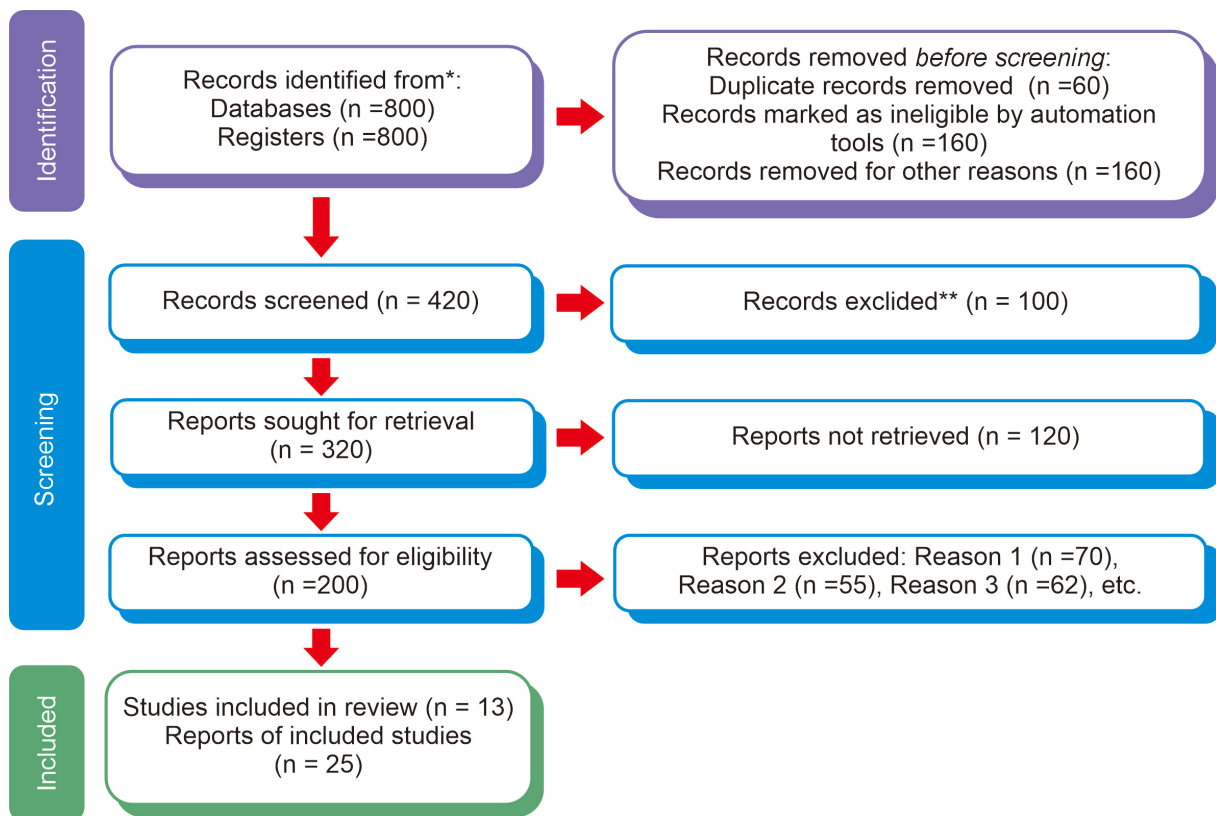 Identification
Records identified from*:
Databases (n =800)
Registers (n =800)
Records removed before screening:
Duplicate records removed  (n =60)
Records marked as ineligible by automation
tools (n =160)
Records removed for other reasons (n =160)
Screening
Records screened (n = 420)
Records exclided** (n = 100)
Reports sought for retrieval
(n = 320)
Reports not retrieved (n = 120)
Reports assessed for eligibility
(n =200)
Reports excluded: Reason 1 (n =70),
Reason 2 (n =55), Reason 3 (n =62), etc.
Included
Studies included in review (n = 13)
Reports of included studies
(n = 25)